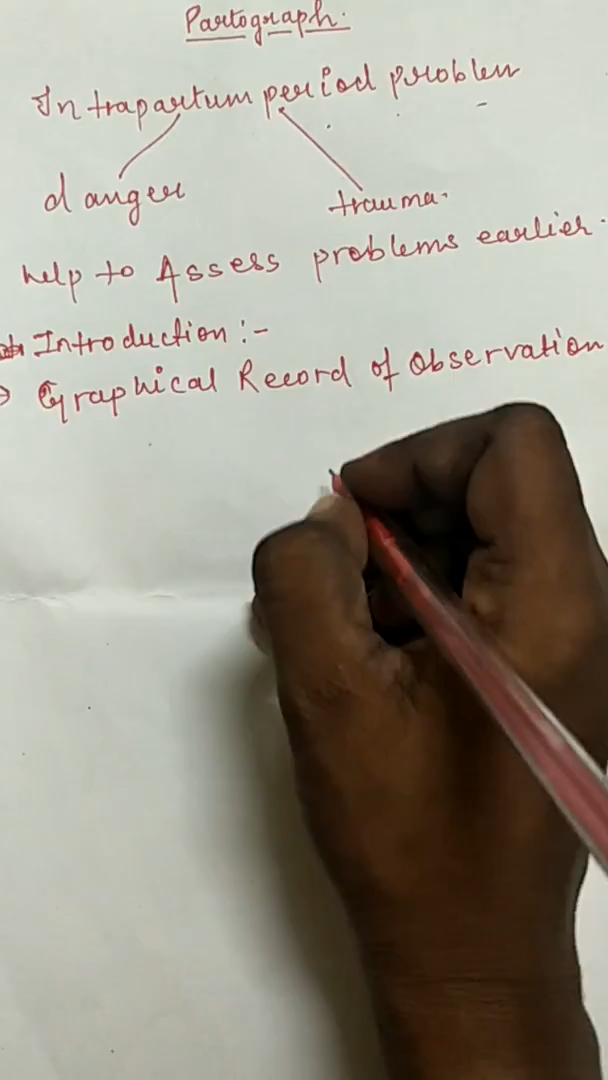 Partograph.
Intrapartum period problem
danger trauma.
help to Assess problems earlier.
Introduction :-
→ Graphical Record of Observation